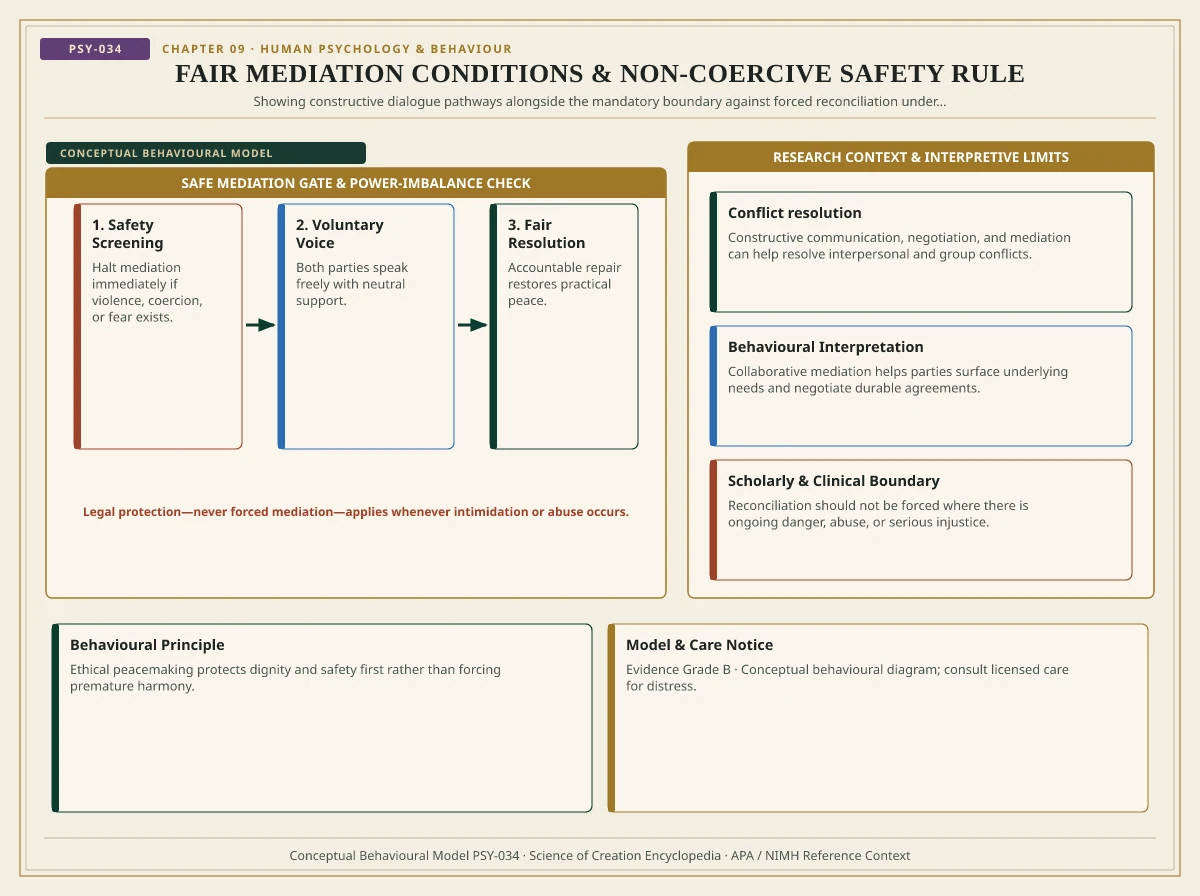 PSY-034
CHAPTER 09 · HUMAN PSYCHOLOGY & BEHAVIOUR
FAIR MEDIATION CONDITIONS & NON-COERCIVE SAFETY RULE
Showing constructive dialogue pathways alongside the mandatory boundary against forced reconciliation under...
CONCEPTUAL BEHAVIOURAL MODEL
SAFE MEDIATION GATE & POWER-IMBALANCE CHECK
1. Safety
Screening
Halt mediation
immediately if
violence, coercion,
or fear exists.
2. Voluntary
Voice
Both parties speak
freely with neutral
support.
3. Fair
Resolution
Accountable repair
restores practical
peace.
Legal protection—never forced mediation—applies whenever intimidation or abuse occurs.
RESEARCH CONTEXT & INTERPRETIVE LIMITS
Conflict resolution
Constructive communication, negotiation, and mediation
can help resolve interpersonal and group conflicts.
Behavioural Interpretation
Collaborative mediation helps parties surface underlying
needs and negotiate durable agreements.
Scholarly & Clinical Boundary
Reconciliation should not be forced where there is
ongoing danger, abuse, or serious injustice.
Behavioural Principle
Ethical peacemaking protects dignity and safety first rather than forcing
premature harmony.
Model & Care Notice
Evidence Grade B · Conceptual behavioural diagram; consult licensed care
for distress.
Conceptual Behavioural Model PSY-034 · Science of Creation Encyclopedia · APA / NIMH Reference Context